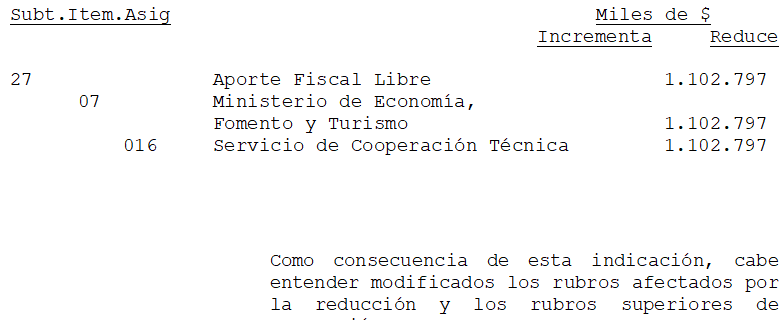 Subt.Item.Asig Miles de $
Incrementa Reduce
27 Aporte Fiscal Libre 1.102.797
07 Ministerio de Economía,
Fomento y Turismo 1.102.797
016 Servicio de Cooperación Técnica 1.102.797
Como consecuencia de esta indicación, cabe
entender modificados los rubros afectados por
la reducción y los rubros superiores de